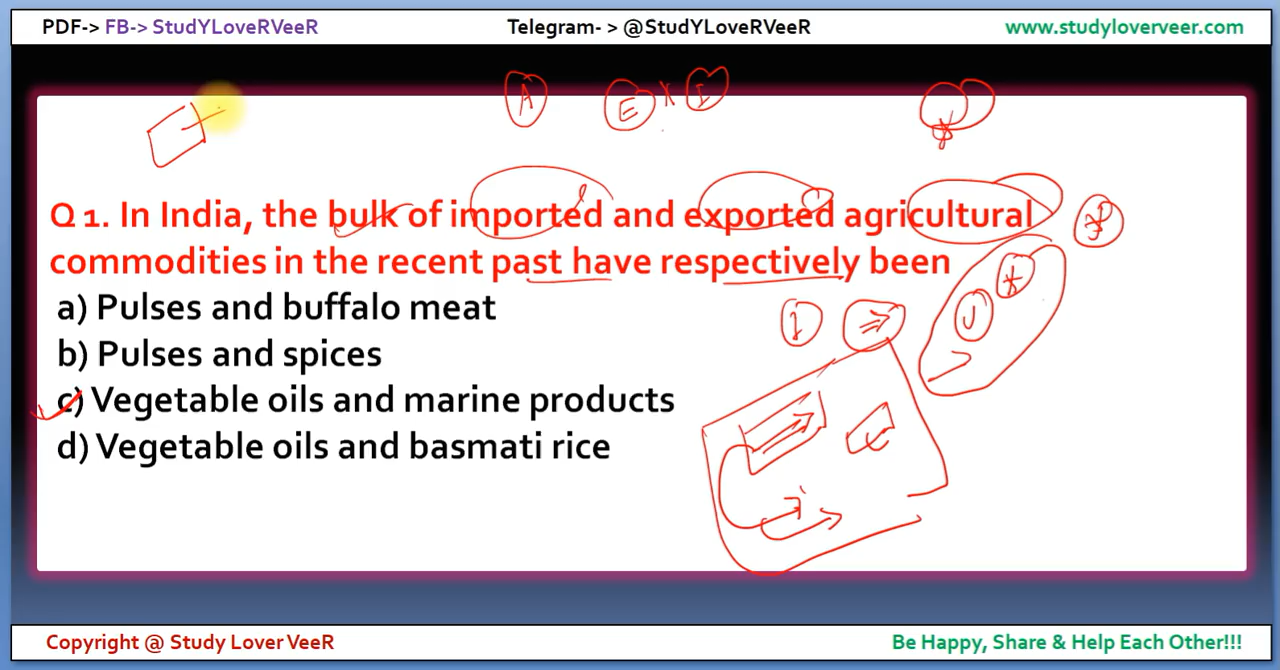 PDF-> FB-> StudYLoveRVeeR Telegram- > @StudYLoveRVeeR www.studyloverveer.com
A E x I
Q 1. In India, the bulk of imported and exported agricultural
commodities in the recent past have respectively been
a) Pulses and buffalo meat
b) Pulses and spices
c) Vegetable oils and marine products
d) Vegetable oils and basmati rice
I
Copyright @ Study Lover VeeR Be Happy, Share & Help Each Other!!!